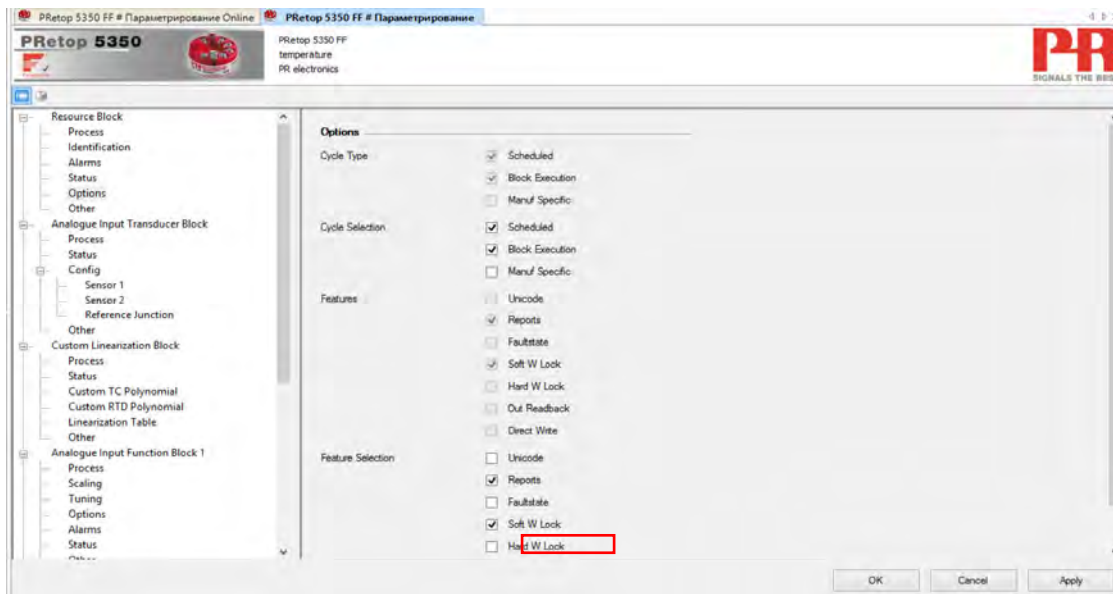 PRetop 5350 FF # Параметрирование Online
PRetop 5350 FF # Параметрирование
PRetop 5350
PRetop 5350 FF
temperature
PR electronics
PR
SIGNALS THE BES
Resource Block
Process
Identification
Alarms
Status
Options
Other
Analogue Input Transducer Block
Process
Status
Config
Sensor 1
Sensor 2
Reference Junction
Other
Custom Linearization Block
Process
Status
Custom TC Polynomial
Custom RTD Polynomial
Linearization Table
Other
Analogue Input Function Block 1
Process
Scaling
Tuning
Options
Alarms
Status
Options
Cycle Type
Scheduled
Block Execution
Manuf Specific
Cycle Selection
Scheduled
Block Execution
Manuf Specific
Features
Unicode
Reports
Faultstate
Soft W Lock
Hard W Lock
Out Readback
Direct Write
Feature Selection
Unicode
Reports
Faultstate
Soft W Lock
Hard W Lock
OK Cancel Apply